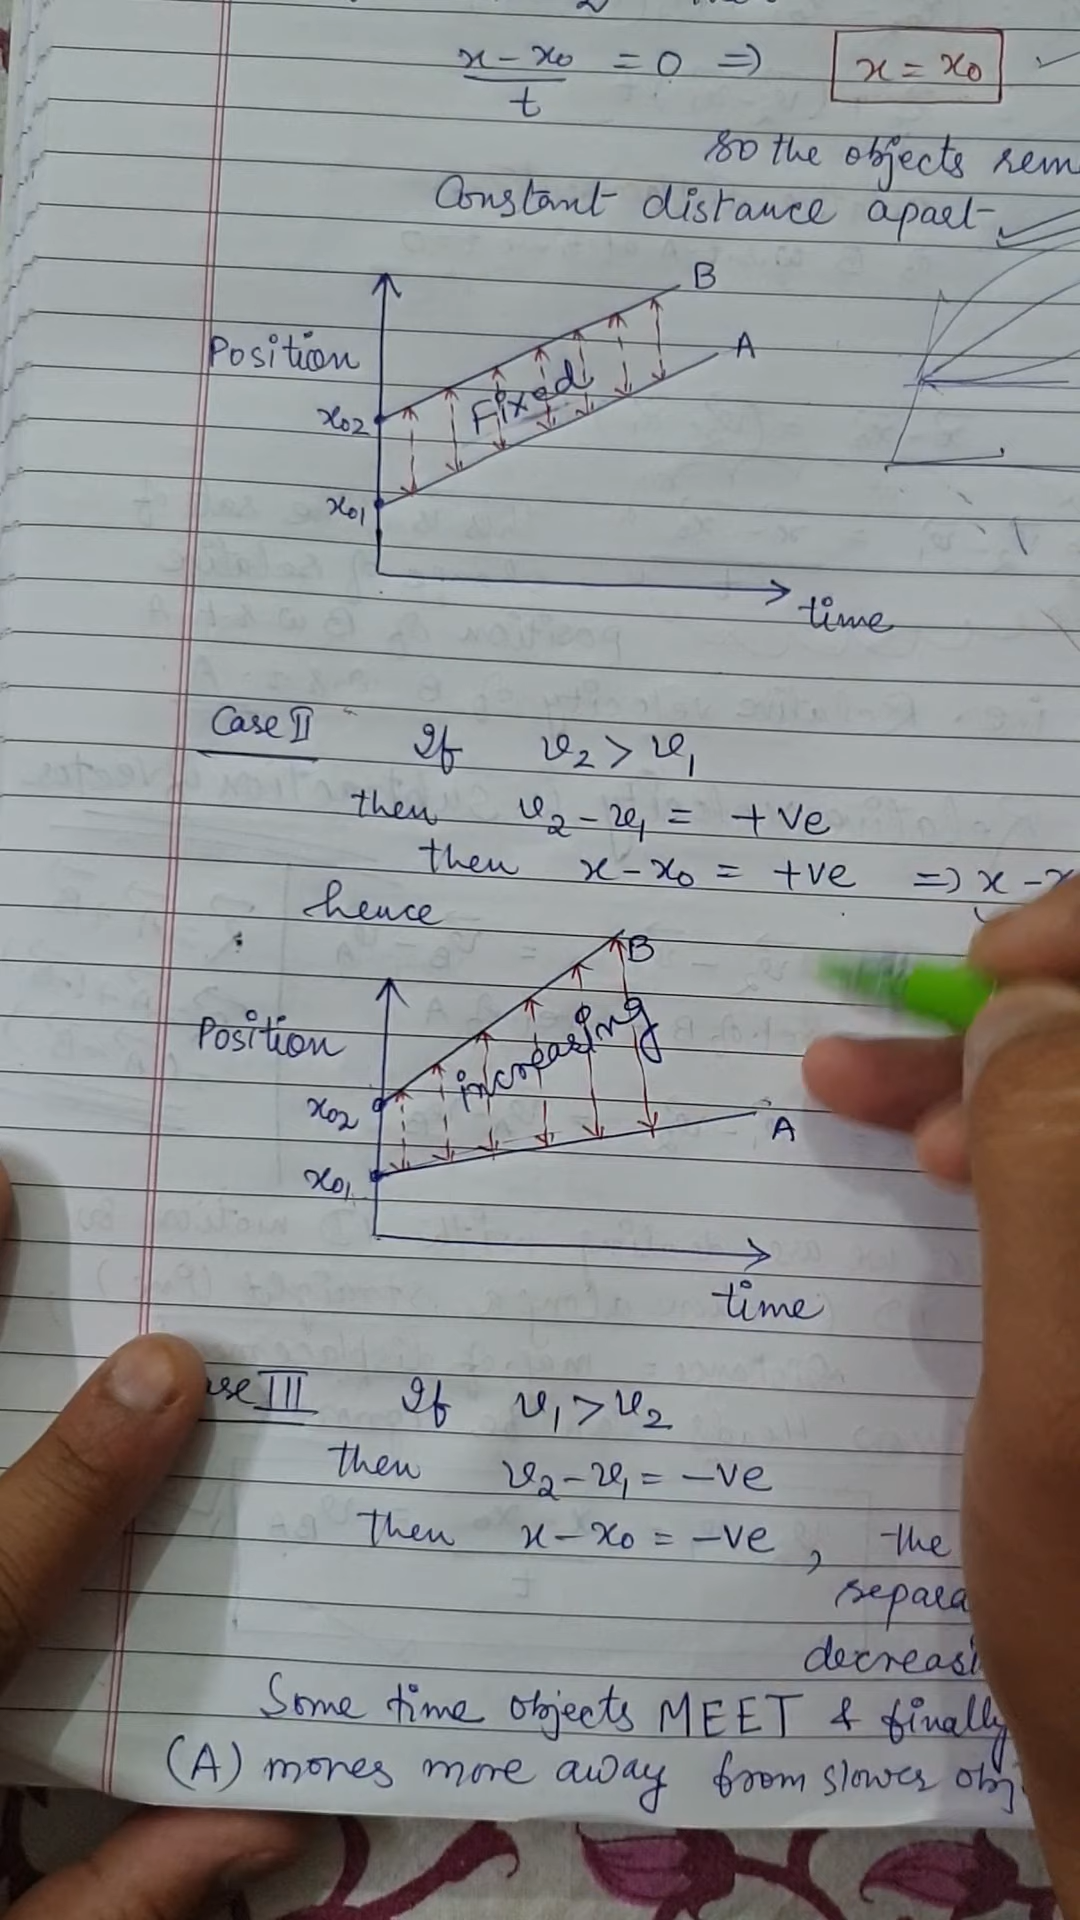 x - x₀ / t = 0 ⇒ x = x₀
so the objects rem
Constant distance apart
B
A
Position
x₀₂
Fixed
x₀₁
time
Case II If v₂ > v₁
then v₂ - v₁ = +ve
then x - x₀ = +ve ⇒ x -
hence
B
Position
increasing
x₀₂
A
x₀₁
time
se III If v₁ > v₂
then v₂ - v₁ = -ve
then x - x₀ = -ve , the
separa
decreasi
Some time objects MEET & finally
(A) moves more away from slower obj